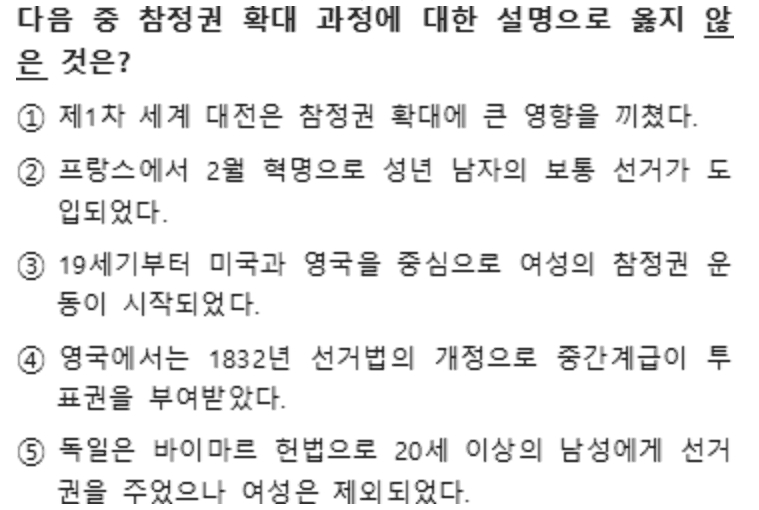 다음 중 참정권 확대 과정에 대한 설명으로 옳지 않
은 것은?
① 제1차 세계 대전은 참정권 확대에 큰 영향을 끼쳤다.
② 프랑스에서 2월 혁명으로 성년 남자의 보통 선거가 도
입되었다.
③ 19세기부터 미국과 영국을 중심으로 여성의 참정권 운
동이 시작되었다.
④ 영국에서는 1832년 선거법의 개정으로 중간계급이 투
표권을 부여받았다.
⑤ 독일은 바이마르 헌법으로 20세 이상의 남성에게 선거
권을 주었으나 여성은 제외되었다.